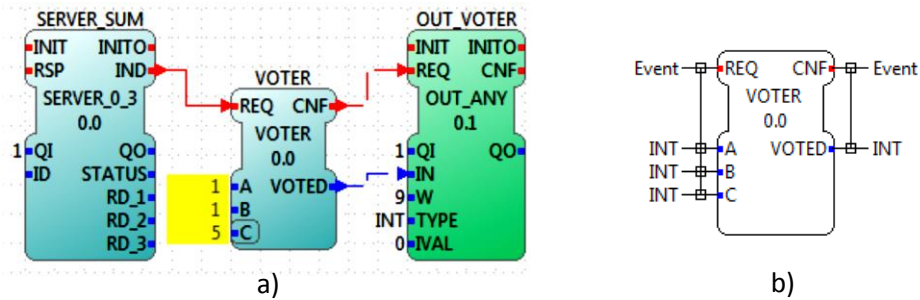 SERVER_SUM
INIT INITO
RSP IND
SERVER_0_3
0.0
1 QI QO
ID STATUS
RD_1
RD_2
RD_3
VOTER
REQ CNF
VOTER
0.0
1 A VOTED
1 B
5 C
OUT_VOTER
INIT INITO
REQ CNF
OUT_ANY
0.1
1 QI QO
IN
9 W
INT TYPE
0 IVAL
a)
Event REQ CNF Event
VOTER
0.0
INT A VOTED INT
INT B
INT C
b)